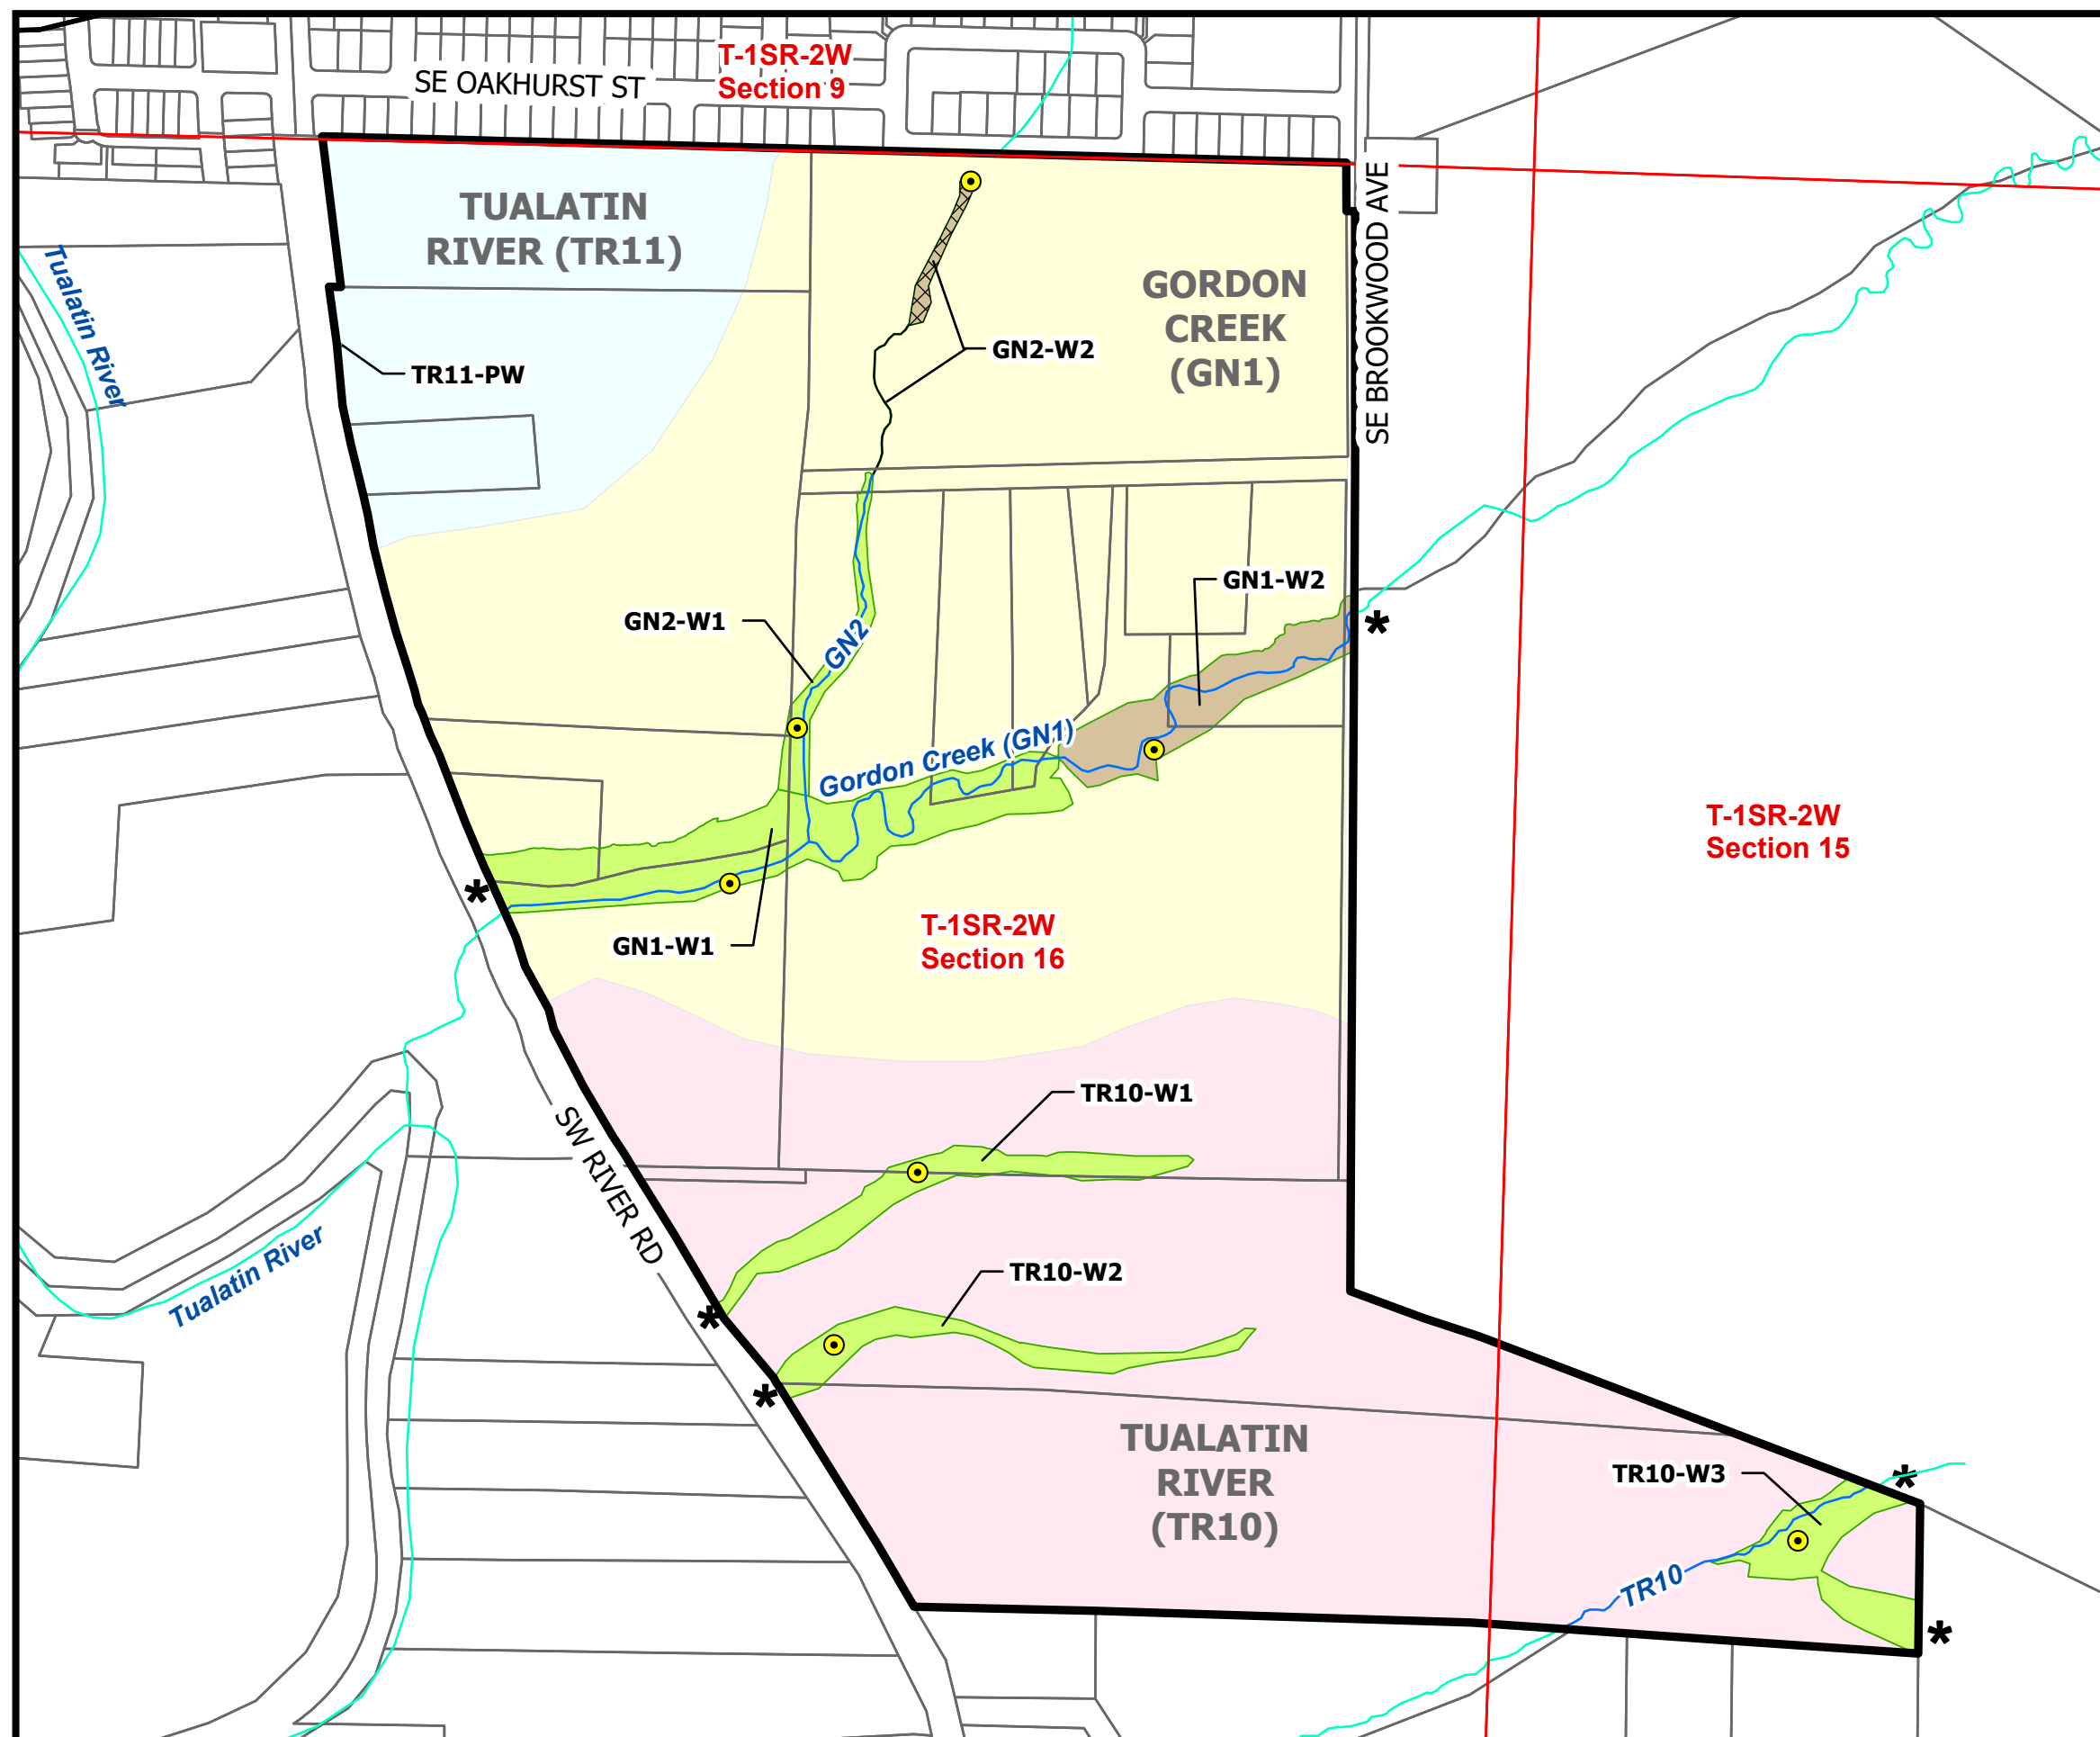 T-1SR-2W
Section 9
SE OAKHURST ST
TUALATIN
RIVER (TR11)
GORDON
CREEK
(GN1)
SE BROOKWOOD AVE
Tualatin River
TR11-PW
GN2-W2
GN1-W2
GN2-W1
GN2
Gordon Creek (GN1)
T-1SR-2W
Section 15
*
*
GN1-W1
T-1SR-2W
Section 16
TR10-W1
SW RIVER RD
Tualatin River
TR10-W2
*
*
TUALATIN
RIVER
(TR10)
TR10-W3
*
TR10
*